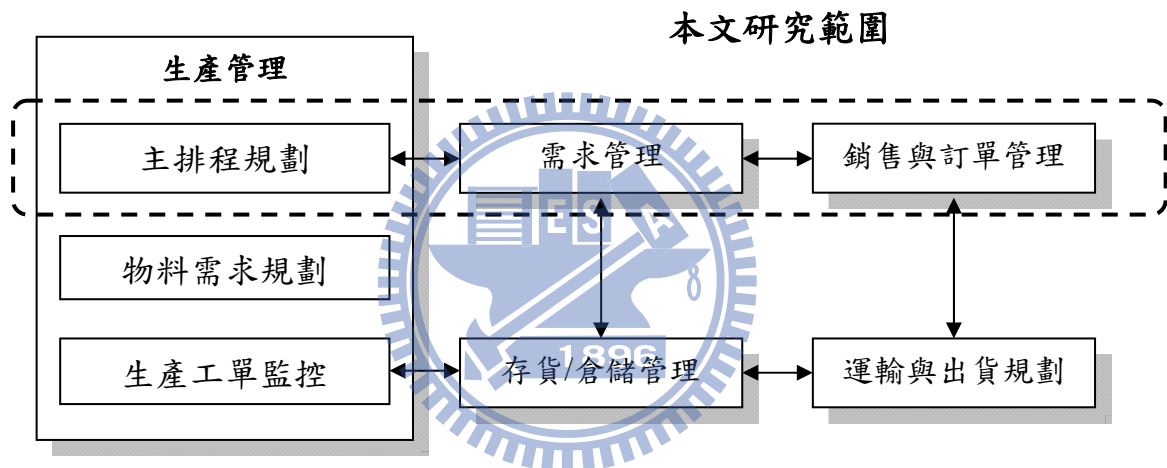 本文研究範圍
生產管理
主排程規劃
需求管理
銷售與訂單管理
物料需求規劃
生產工單監控
存貨/倉儲管理
運輸與出貨規劃
E S A
8
1896